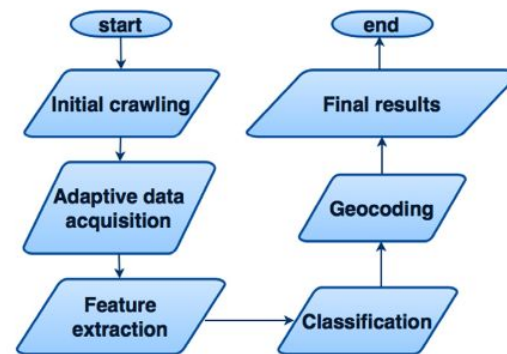 start
Initial crawling
Adaptive data
acquisition
Feature
extraction
Classification
Geocoding
Final results
end